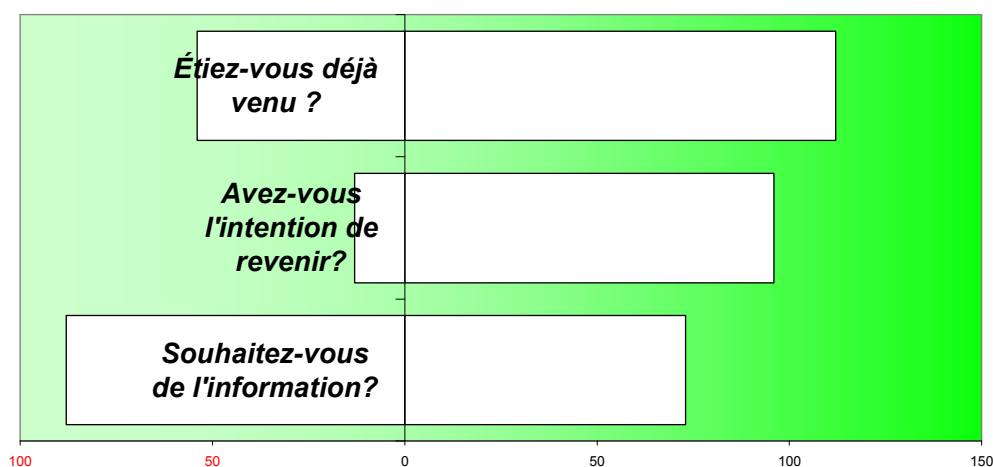 Étiez-vous déjà
venu ?
Avez-vous
l'intention de
revenir?
Souhaitez-vous
de l'information?
100 50 0 50 100 150